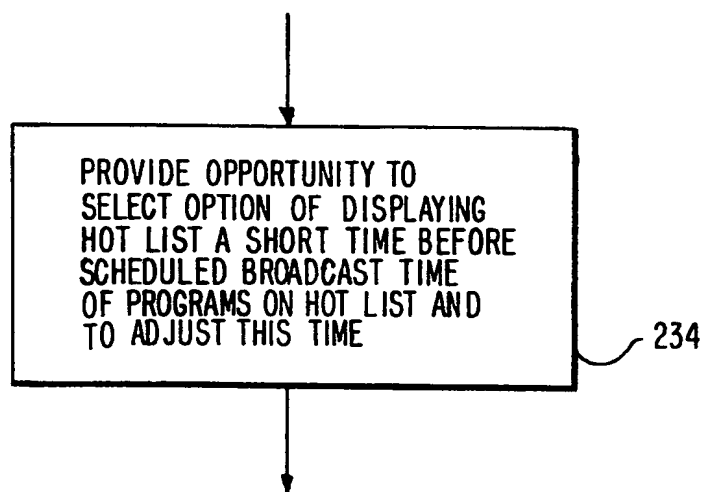 PROVIDE OPPORTUNITY TO
SELECT OPTION OF DISPLAYING
HOT LIST A SHORT TIME BEFORE
SCHEDULED BROADCAST TIME
OF PROGRAMS ON HOT LIST AND
TO ADJUST THIS TIME
234